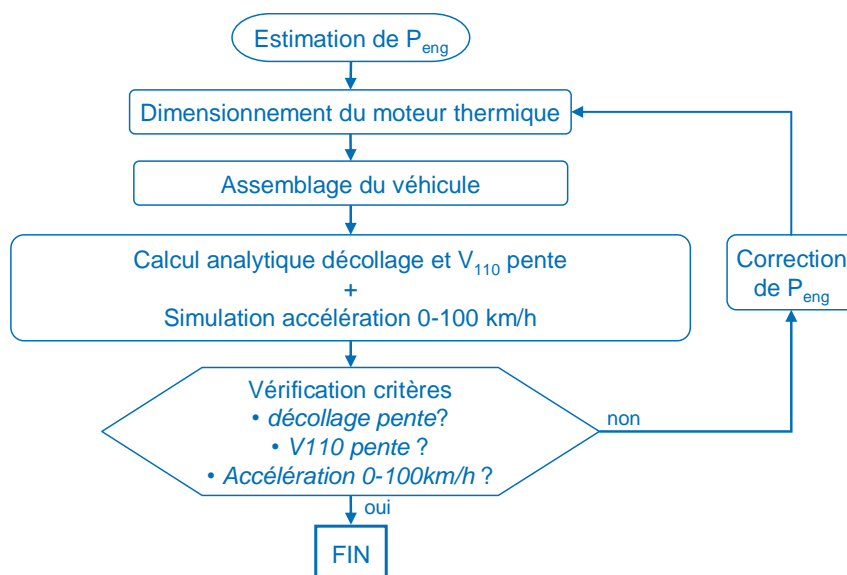 Estimation de P_eng
Dimensionnement du moteur thermique
Assemblage du véhicule
Calcul analytique décollage et V_110 pente
+
Simulation accélération 0-100 km/h
Correction
de P_eng
Vérification critères
• décollage pente?
• V110 pente ?
• Accélération 0-100km/h ?
non
oui
FIN